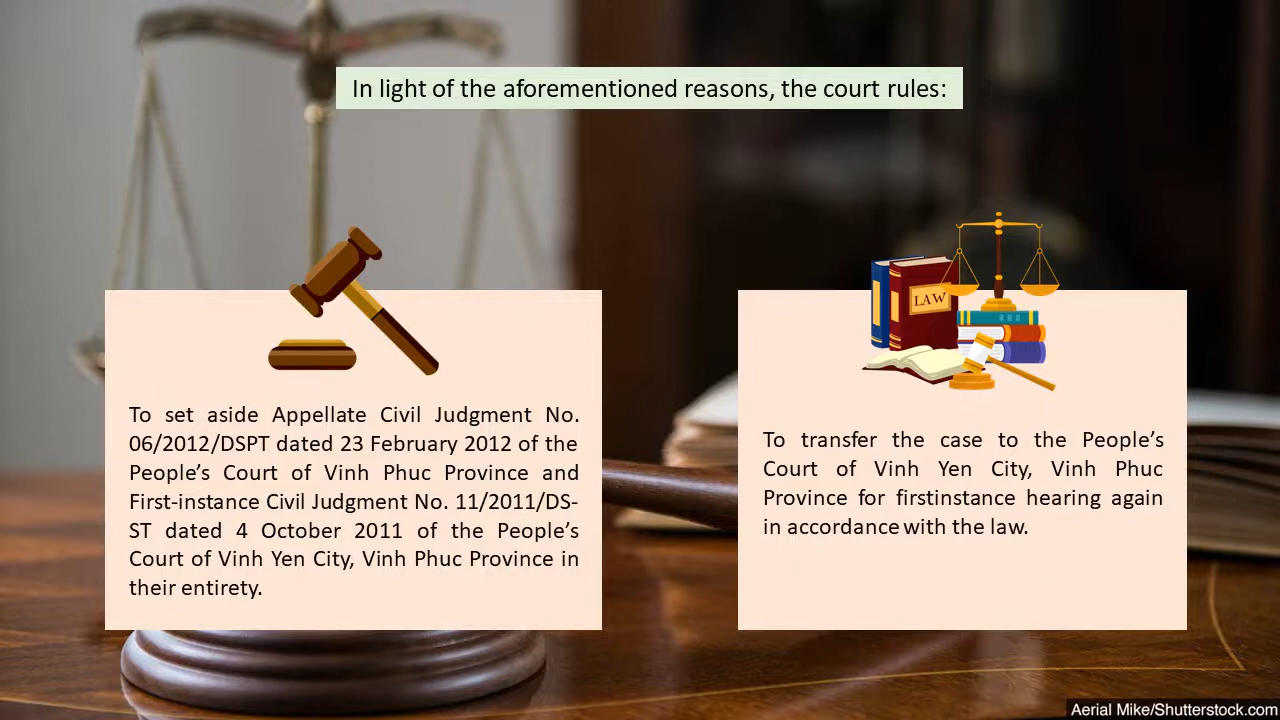 In light of the aforementioned reasons, the court rules:
LAW
To set aside Appellate Civil Judgment No.
06/2012/DSPT dated 23 February 2012 of the
People's Court of Vinh Phuc Province and
First-instance Civil Judgment No. 11/2011/DS-
ST dated 4 October 2011 of the People's
Court of Vinh Yen City, Vinh Phuc Province in
their entirety.
To transfer the case to the People's
Court of Vinh Yen City, Vinh Phuc
Province for firstinstance hearing again
in accordance with the law.
Aerial Mike/Shutterstock.com